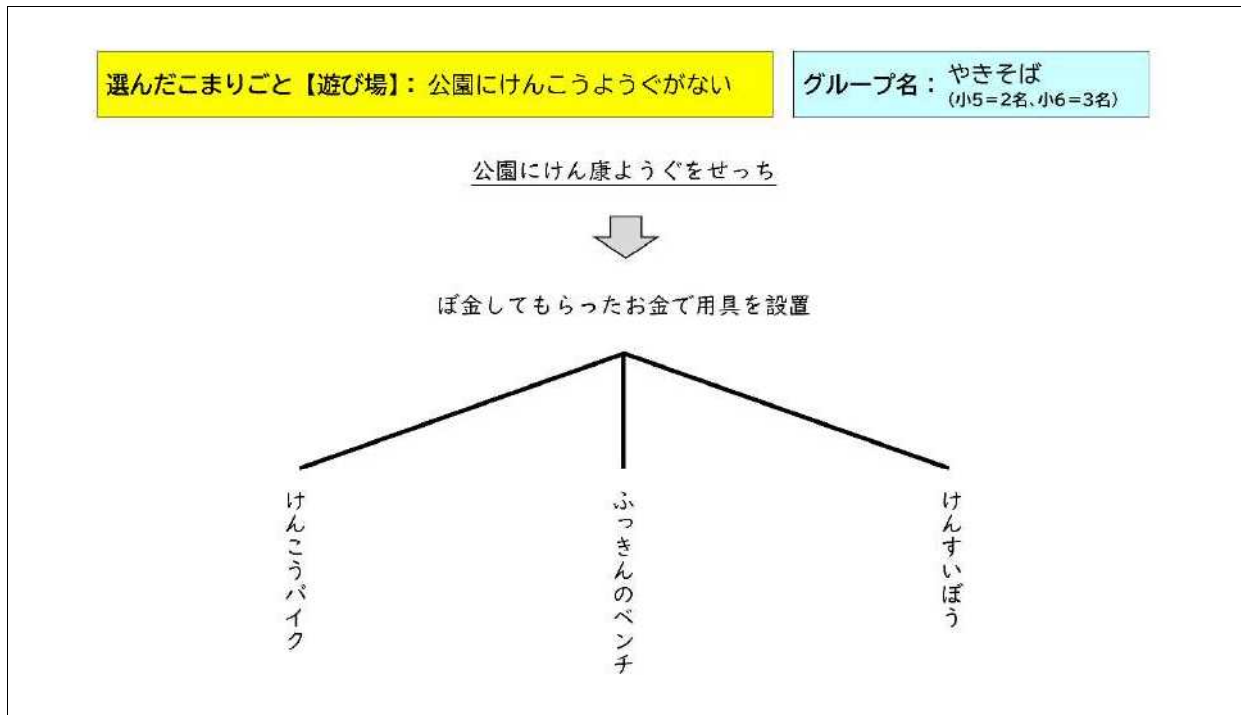 選んだこまりごと【遊び場】：公園にけんこうようぐがない
グループ名：やきそば
（小5＝2名、小6＝3名）
公園にけん康ようぐをせっち
ぼ金してもらったお金で用具を設置
けんこうバイク
ふっきんのベンチ
けんすいぼう